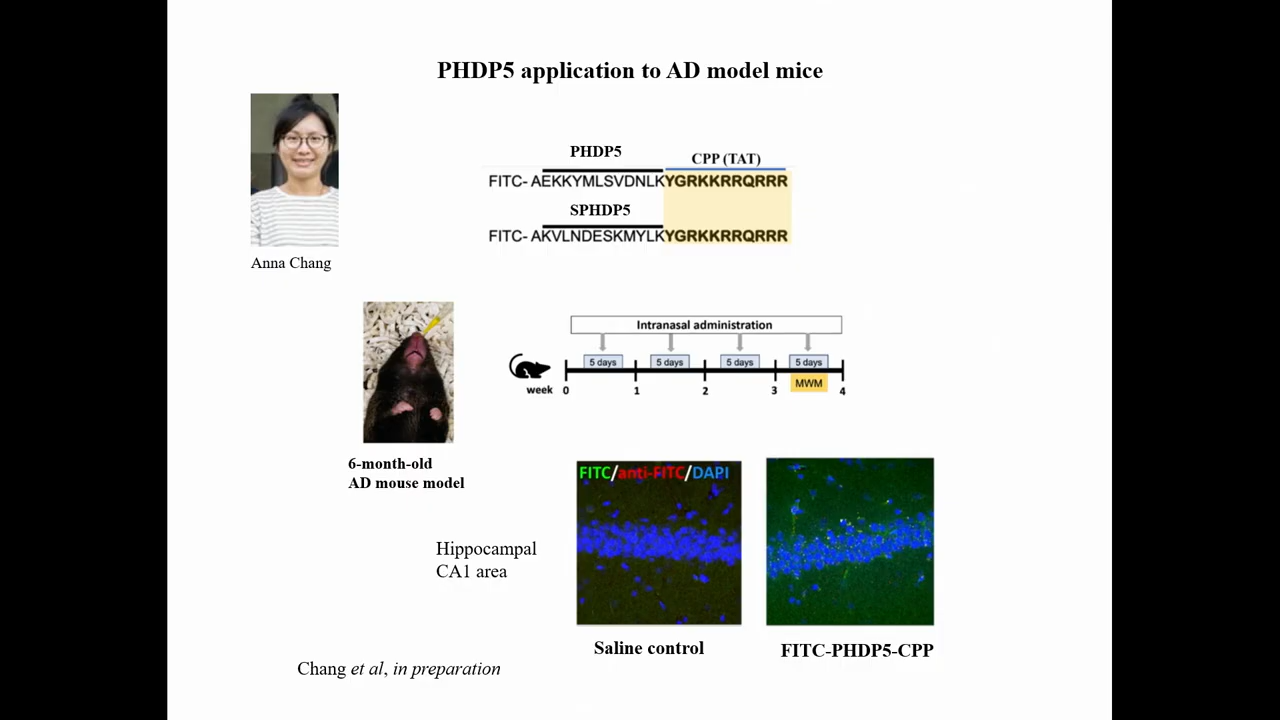 PHDP5 application to AD model mice
PHDP5
CPP (TAT)
FITC- AEKKYMLSVDNLKYGRKKRRQRRR
SPHDP5
FITC- AKVLNDESKMYLKYGRKKRRQRRR
Anna Chang
Intranasal administration
5 days 5 days 5 days 5 days
MWM
week 0 1 2 3 4
6-month-old
AD mouse model
FITC/anti-FITC/DAPI
Hippocampal
CA1 area
Saline control
FITC-PHDP5-CPP
Chang et al, in preparation